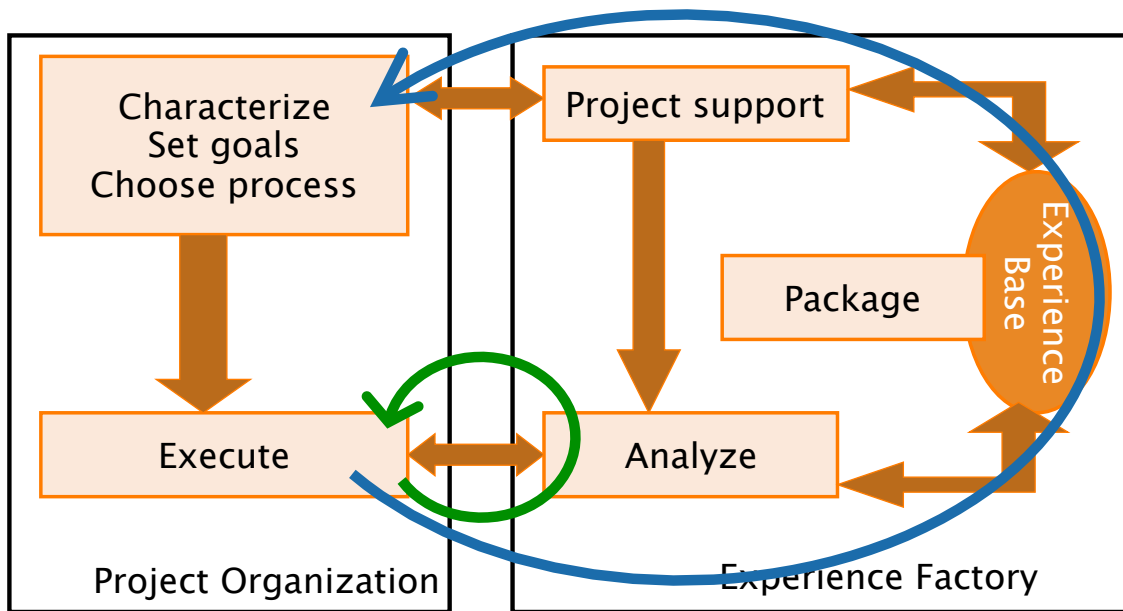 Characterize
Set goals
Choose process
Project support
Experience
Base
Package
Execute
Analyze
Project Organization
Experience Factory